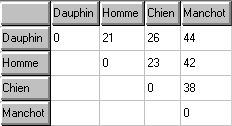 Dauphin Homme Chien Manchot
Dauphin 0 21 26 44
Homme 0 23 42
Chien 0 38
Manchot 0